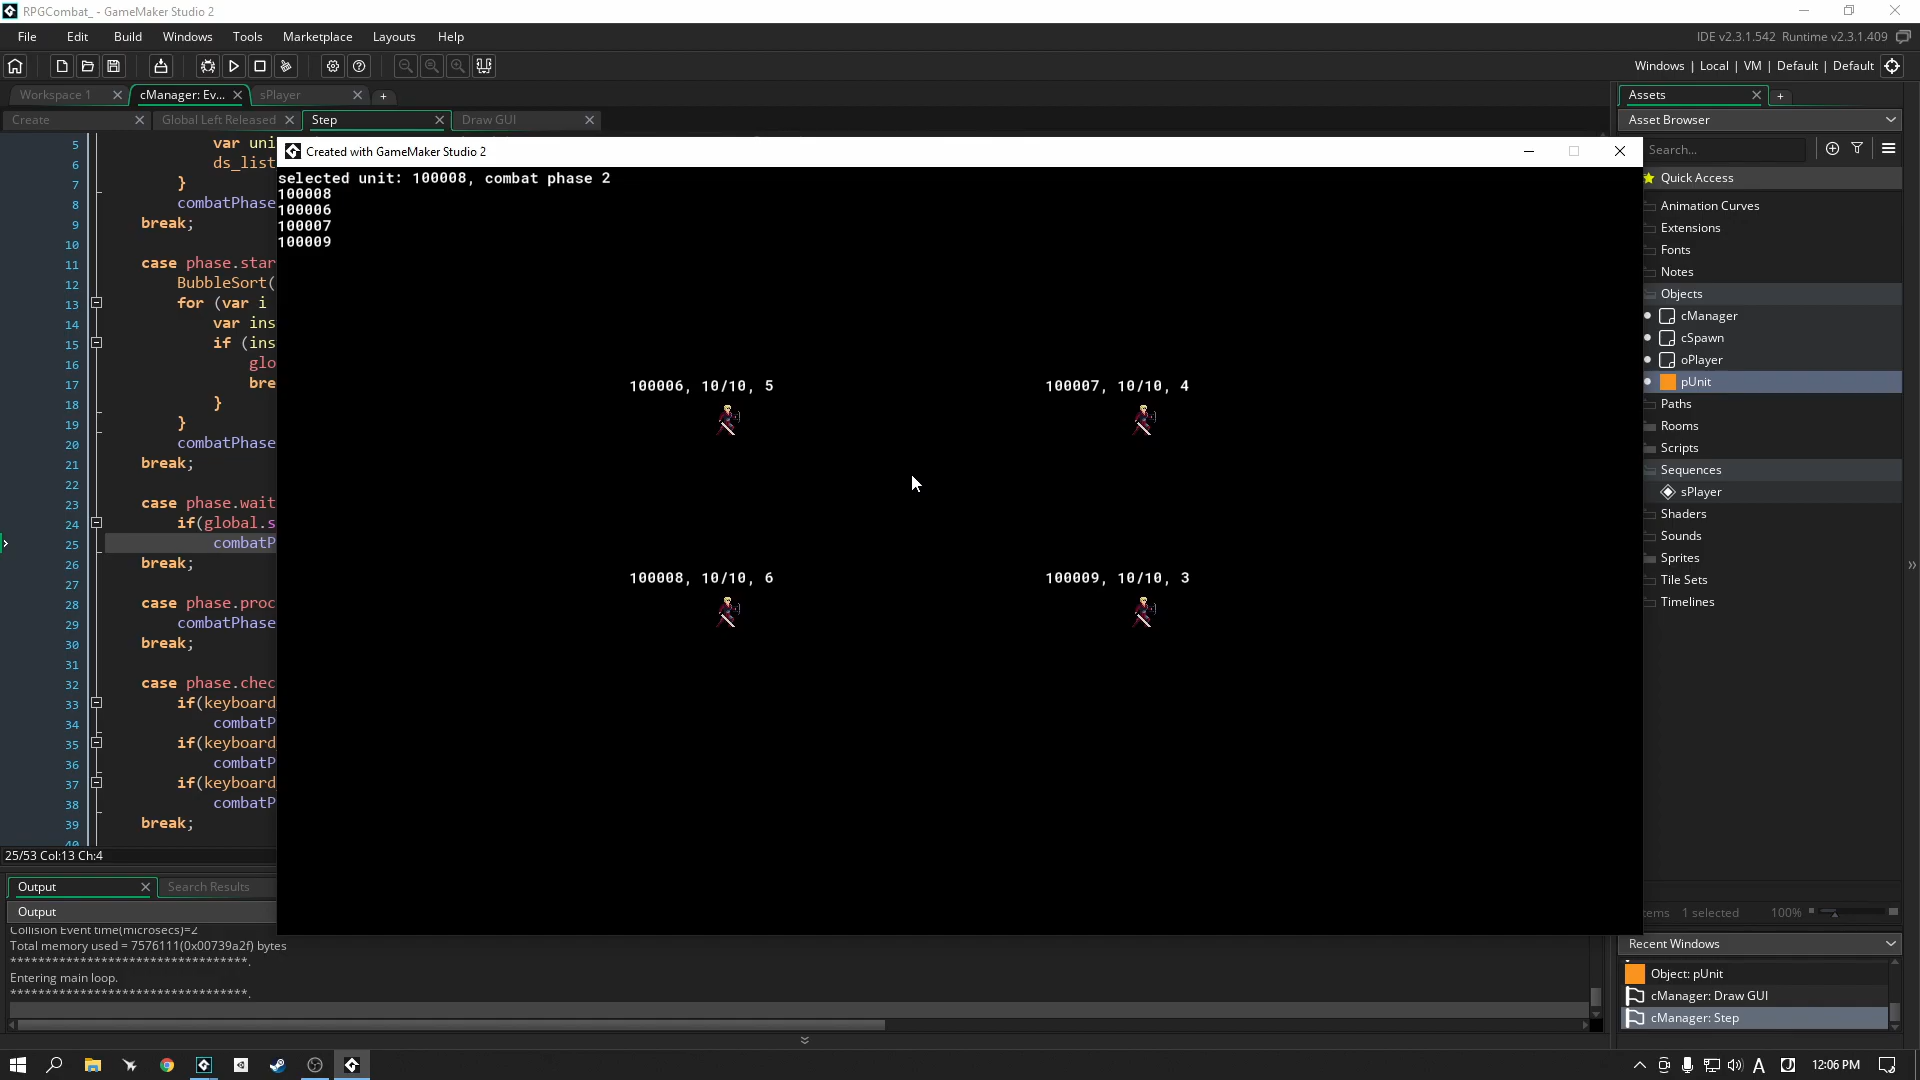 RPGCombat_ - GameMaker Studio 2
File Edit Build Windows Tools Marketplace Layouts Help
IDE v2.3.1.542 Runtime v2.3.1.409
Windows | Local | VM | Default | Default
Workspace 1
cManager: Ev...
sPlayer
Assets
Create
Global Left Released
Step
Draw GUI
Asset Browser
Search...
Created with GameMaker Studio 2
selected unit: 100008, combat phase 2
100008
100006
100007
100009
100006, 10/10, 5
100007, 10/10, 4
100008, 10/10, 6
100009, 10/10, 3
5 var uni
6 ds_list
7 }
8 combatPhase
9 break;
10
11 case phase.star
12 BubbleSort(
13 for (var i
14 var ins
15 if (ins
16 glo
17 bre
18 }
19 }
20 combatPhase
21 break;
22
23 case phase.wait
24 if(global.s
25 combatP
26 break;
27
28 case phase.proc
29 combatPhase
30 break;
31
32 case phase.chec
33 if(keyboard
34 combatP
35 if(keyboard
36 combatP
37 if(keyboard
38 combatP
39 break;
40
25/53 Col:13 Ch:4
Quick Access
Animation Curves
Extensions
Fonts
Notes
Objects
cManager
cSpawn
oPlayer
pUnit
Paths
Rooms
Scripts
Sequences
sPlayer
Shaders
Sounds
Sprites
Tile Sets
Timelines
Output
Search Results
Output
Collision Event time(microsecs)=2
Total memory used = 7576111(0x00739a2f) bytes
**********************************.
Entering main loop.
**********************************.
tems 1 selected 100%
Recent Windows
Object: pUnit
cManager: Draw GUI
cManager: Step
A
12:06 PM